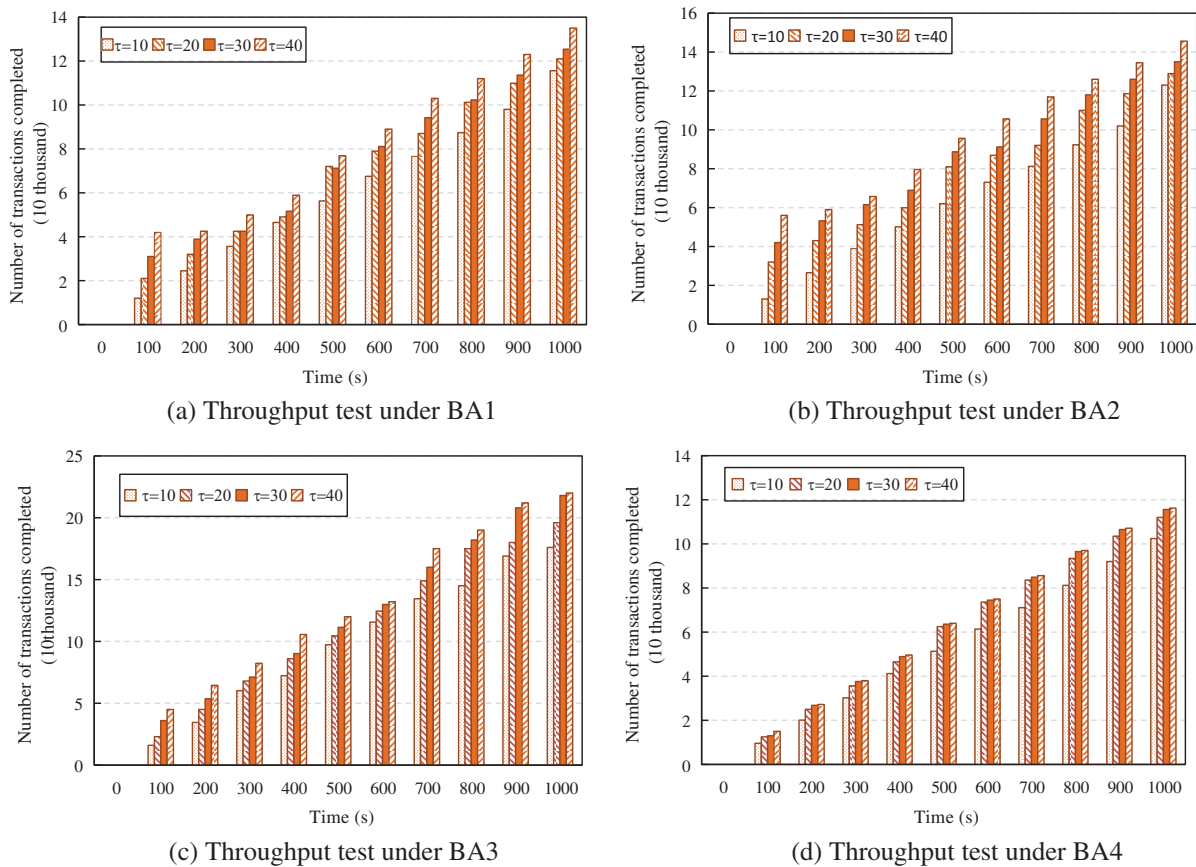 14
12
10
8
6
4
2
0
τ=10 τ=20 τ=30 τ=40
Number of transactions completed
(10 thousand)
0 100 200 300 400 500 600 700 800 900 1000
Time (s)
(a) Throughput test under BA1
16
14
12
10
8
6
4
2
0
τ=10 τ=20 τ=30 τ=40
Number of transactions completed
(10 thousand)
0 100 200 300 400 500 600 700 800 900 1000
Time (s)
(b) Throughput test under BA2
25
20
15
10
5
0
τ=10 τ=20 τ=30 τ=40
Number of transactions completed
(10thousand)
0 100 200 300 400 500 600 700 800 900 1000
Time (s)
(c) Throughput test under BA3
14
12
10
8
6
4
2
0
τ=10 τ=20 τ=30 τ=40
Number of transactions completed
(10 thousand)
0 100 200 300 400 500 600 700 800 900 1000
Time (s)
(d) Throughput test under BA4